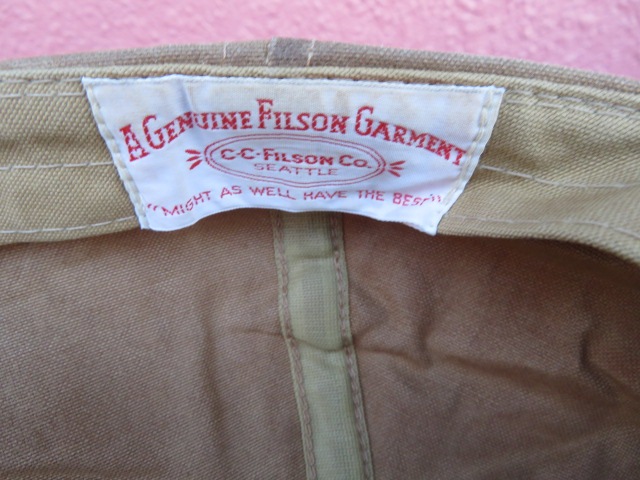 A GENUINE FILSON GARMENT
C·C·FILSON CO.
SEATTLE
"MIGHT AS WELL HAVE THE BEST"